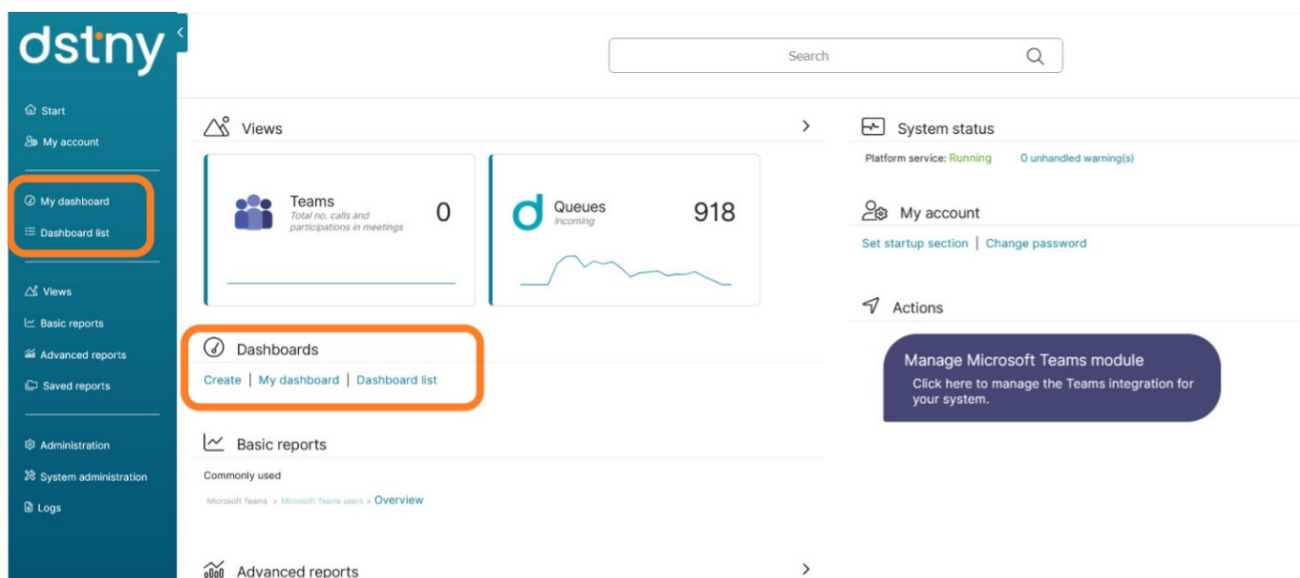 dstny
Start
My account
My dashboard
Dashboard list
Views
Basic reports
Advanced reports
Saved reports
Administration
System administration
Logs
Search
Views
Teams
Total no. calls and
participations in meetings
0
Queues
Incoming
918
Dashboards
Create | My dashboard | Dashboard list
Basic reports
Commonly used
Microsoft Teams > Microsoft Teams users > Overview
Advanced reports
System status
Platform service: Running 0 unhandled warning(s)
My account
Set startup section | Change password
Actions
Manage Microsoft Teams module
Click here to manage the Teams integration for
your system.